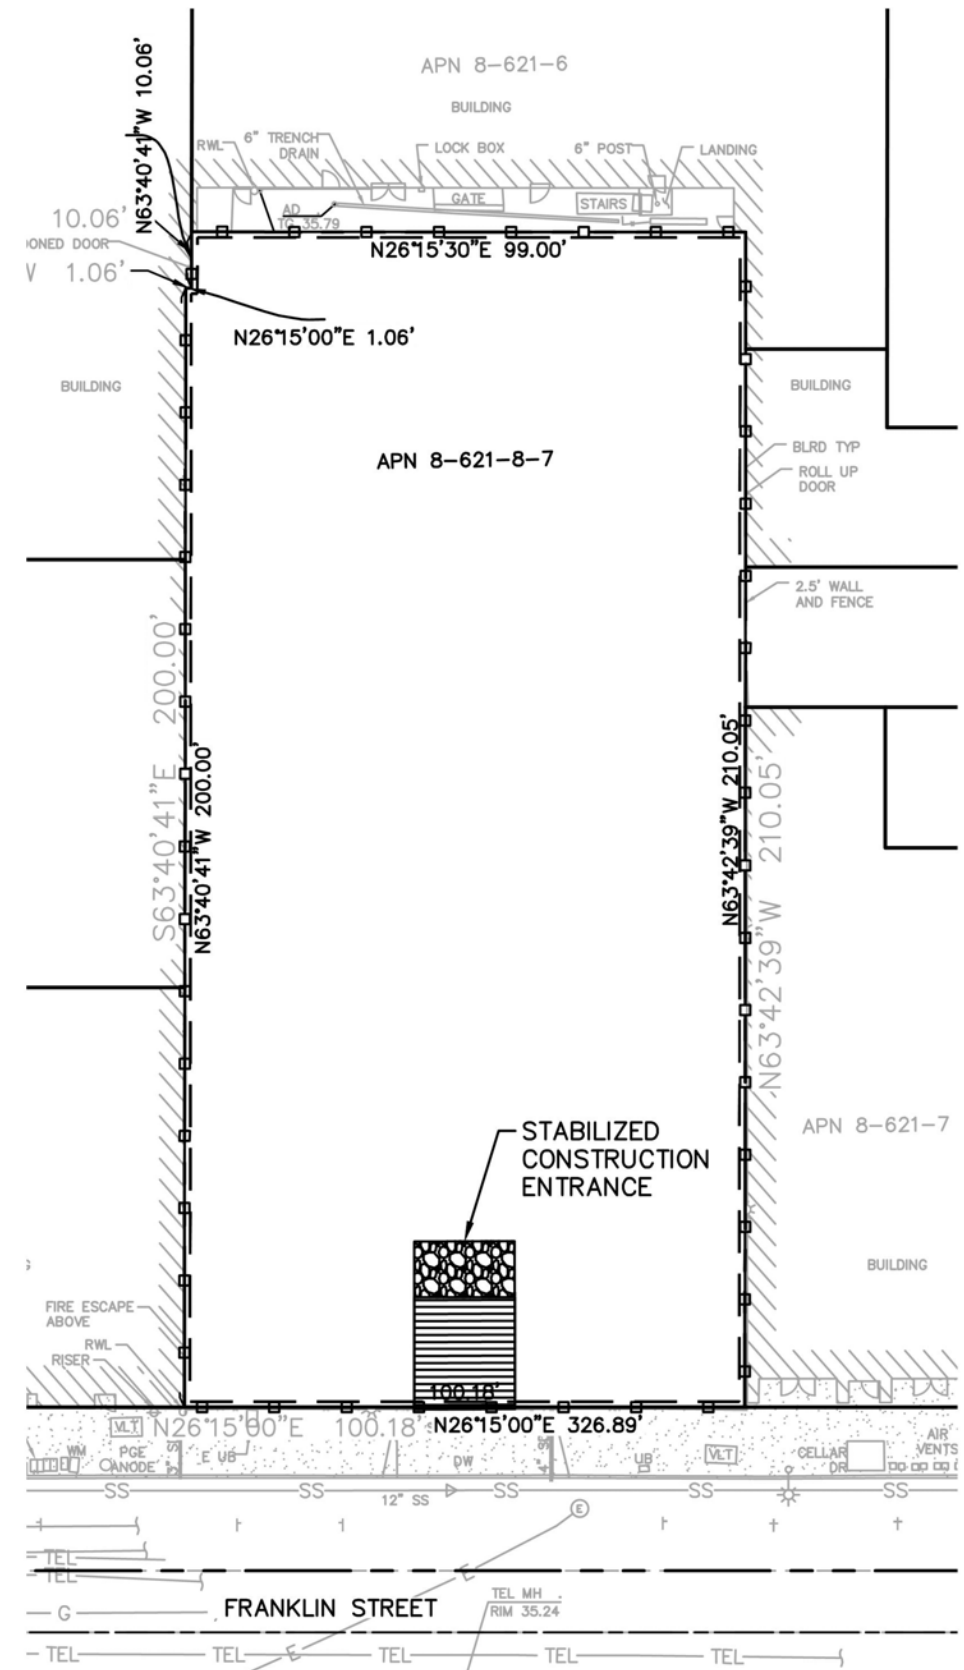 APN 8-621-6
BUILDING
N63°40'41"W 10.06'
RWL
6" TRENCH
DRAIN
LOCK BOX
6" POST
LANDING
GATE
STAIRS
AD
TG 35.79
10.06'
ONED DOOR
W 1.06'
N26°15'30"E 99.00'
N26°15'00"E 1.06'
BUILDING
BUILDING
APN 8-621-8-7
BLRD TYP
ROLL UP
DOOR
2.5' WALL
AND FENCE
S63°40'41"E 200.00'
N63°40'41"W 200.00'
N63°42'39"W 210.05'
N63°42'39"W 210.05'
STABILIZED
CONSTRUCTION
ENTRANCE
APN 8-621-7
BUILDING
FIRE ESCAPE
ABOVE
RWL
RISER
100.18'
N26°15'00"E 100.18'
N26°15'00"E 326.89'
VLT
WM
PGE
ANODE
E UB
DW
UB
VLT
CELLAR
DR
AIR
VENTS
SS SS SS SS SS
12" SS
E
TEL
TEL
E
G
FRANKLIN STREET
TEL MH
RIM 35.24
TEL TEL E TEL TEL TEL